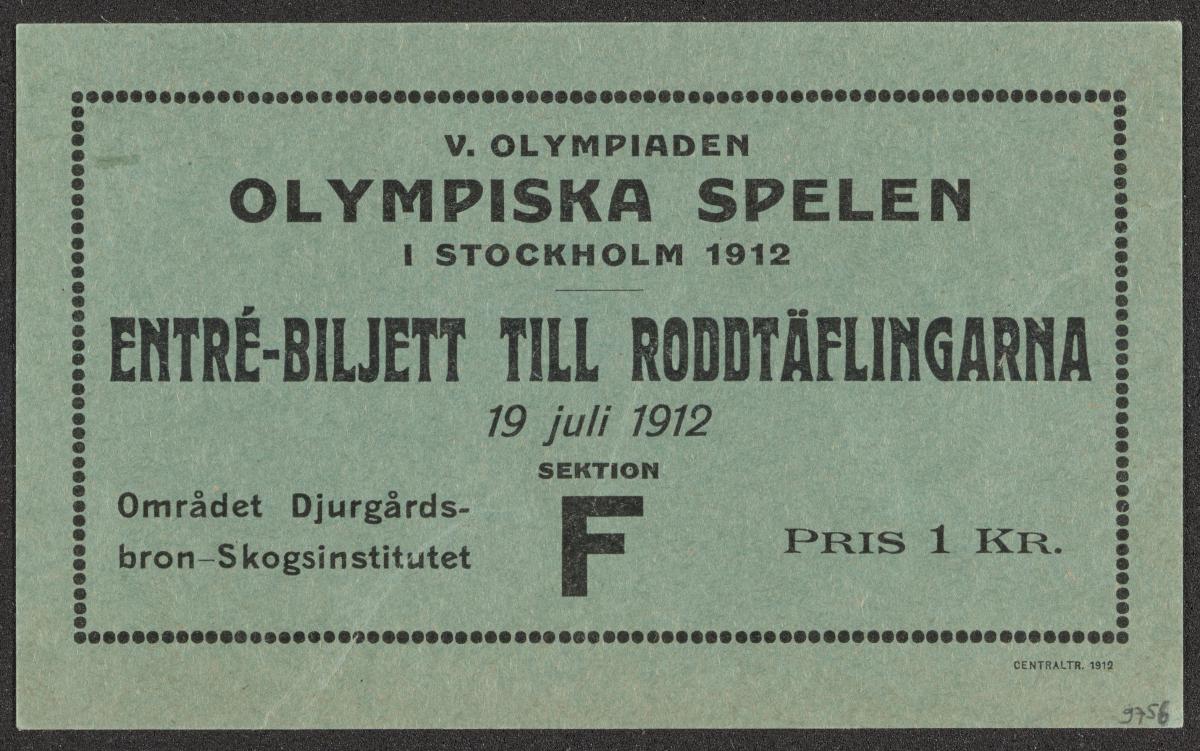 V. OLYMPIADEN
OLYMPISKA SPELEN
I STOCKHOLM 1912
ENTRÉ-BILJETT TILL RODDTÄFLINGARNA
19 juli 1912
SEKTION
F
Området Djurgårds-
bron–Skogsinstitutet
PRIS 1 KR.
CENTRALTR. 1912
9756